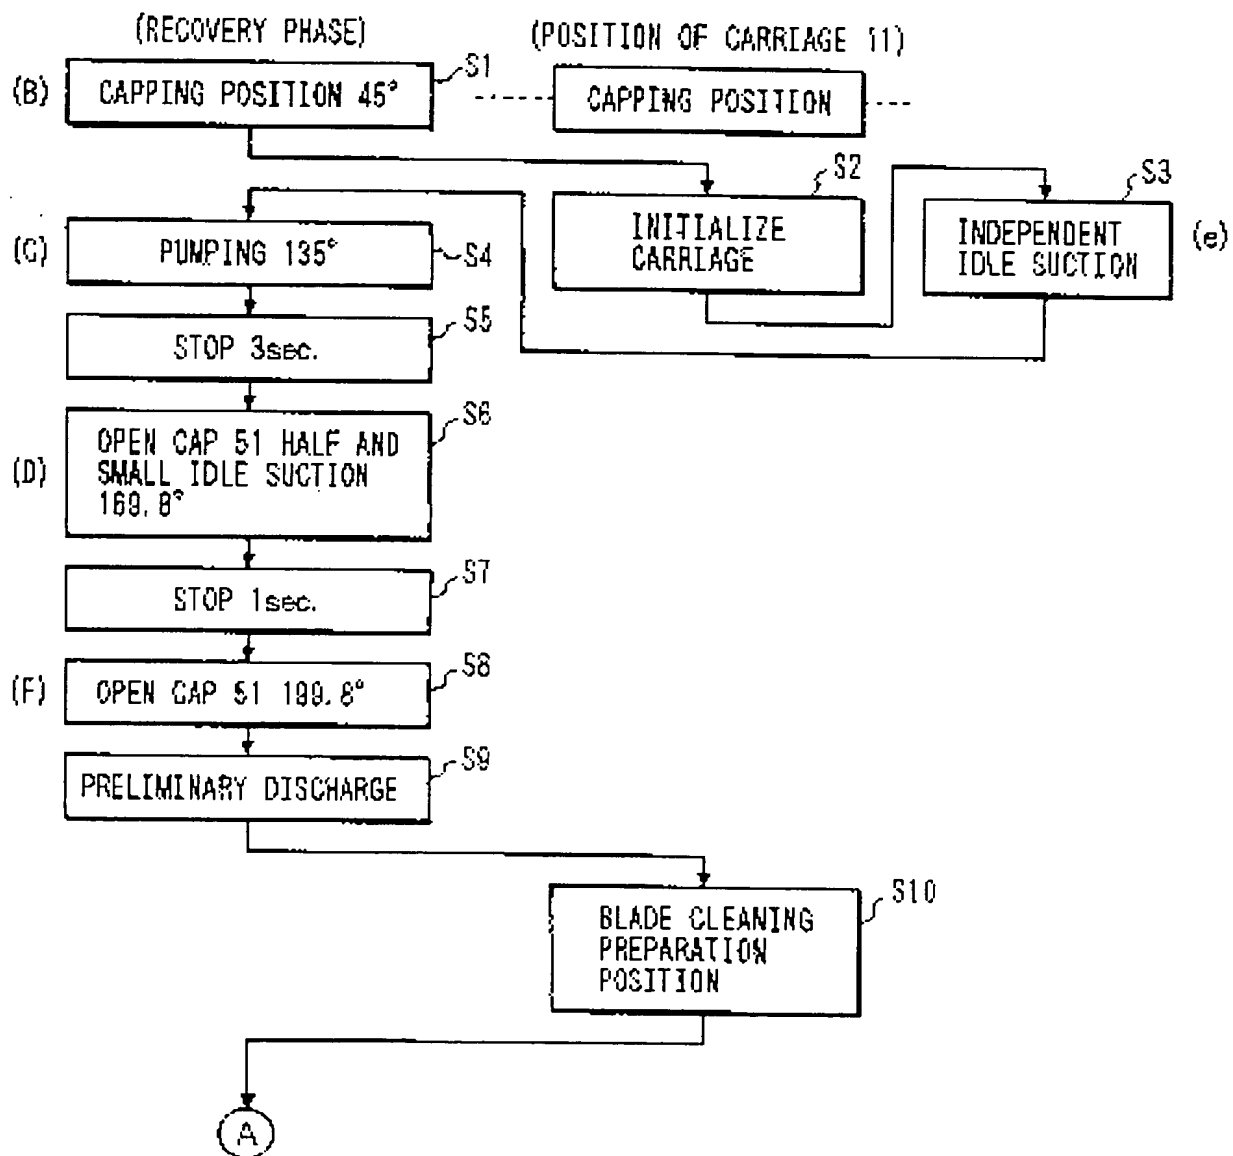 (RECOVERY PHASE)
(POSITION OF CARRIAGE 11)
(B)
CAPPING POSITION 45°
S1
CAPPING POSITION
S2
INITIALIZE
CARRIAGE
S3
INDEPENDENT
IDLE SUCTION
(e)
(C)
PUMPING 135°
S4
STOP 3sec.
S5
(D)
OPEN CAP 51 HALF AND
SMALL IDLE SUCTION
169.8°
S6
STOP 1sec.
S7
(F)
OPEN CAP 51 199.8°
S8
PRELIMINARY DISCHARGE
S9
BLADE CLEANING
PREPARATION
POSITION
S10
A